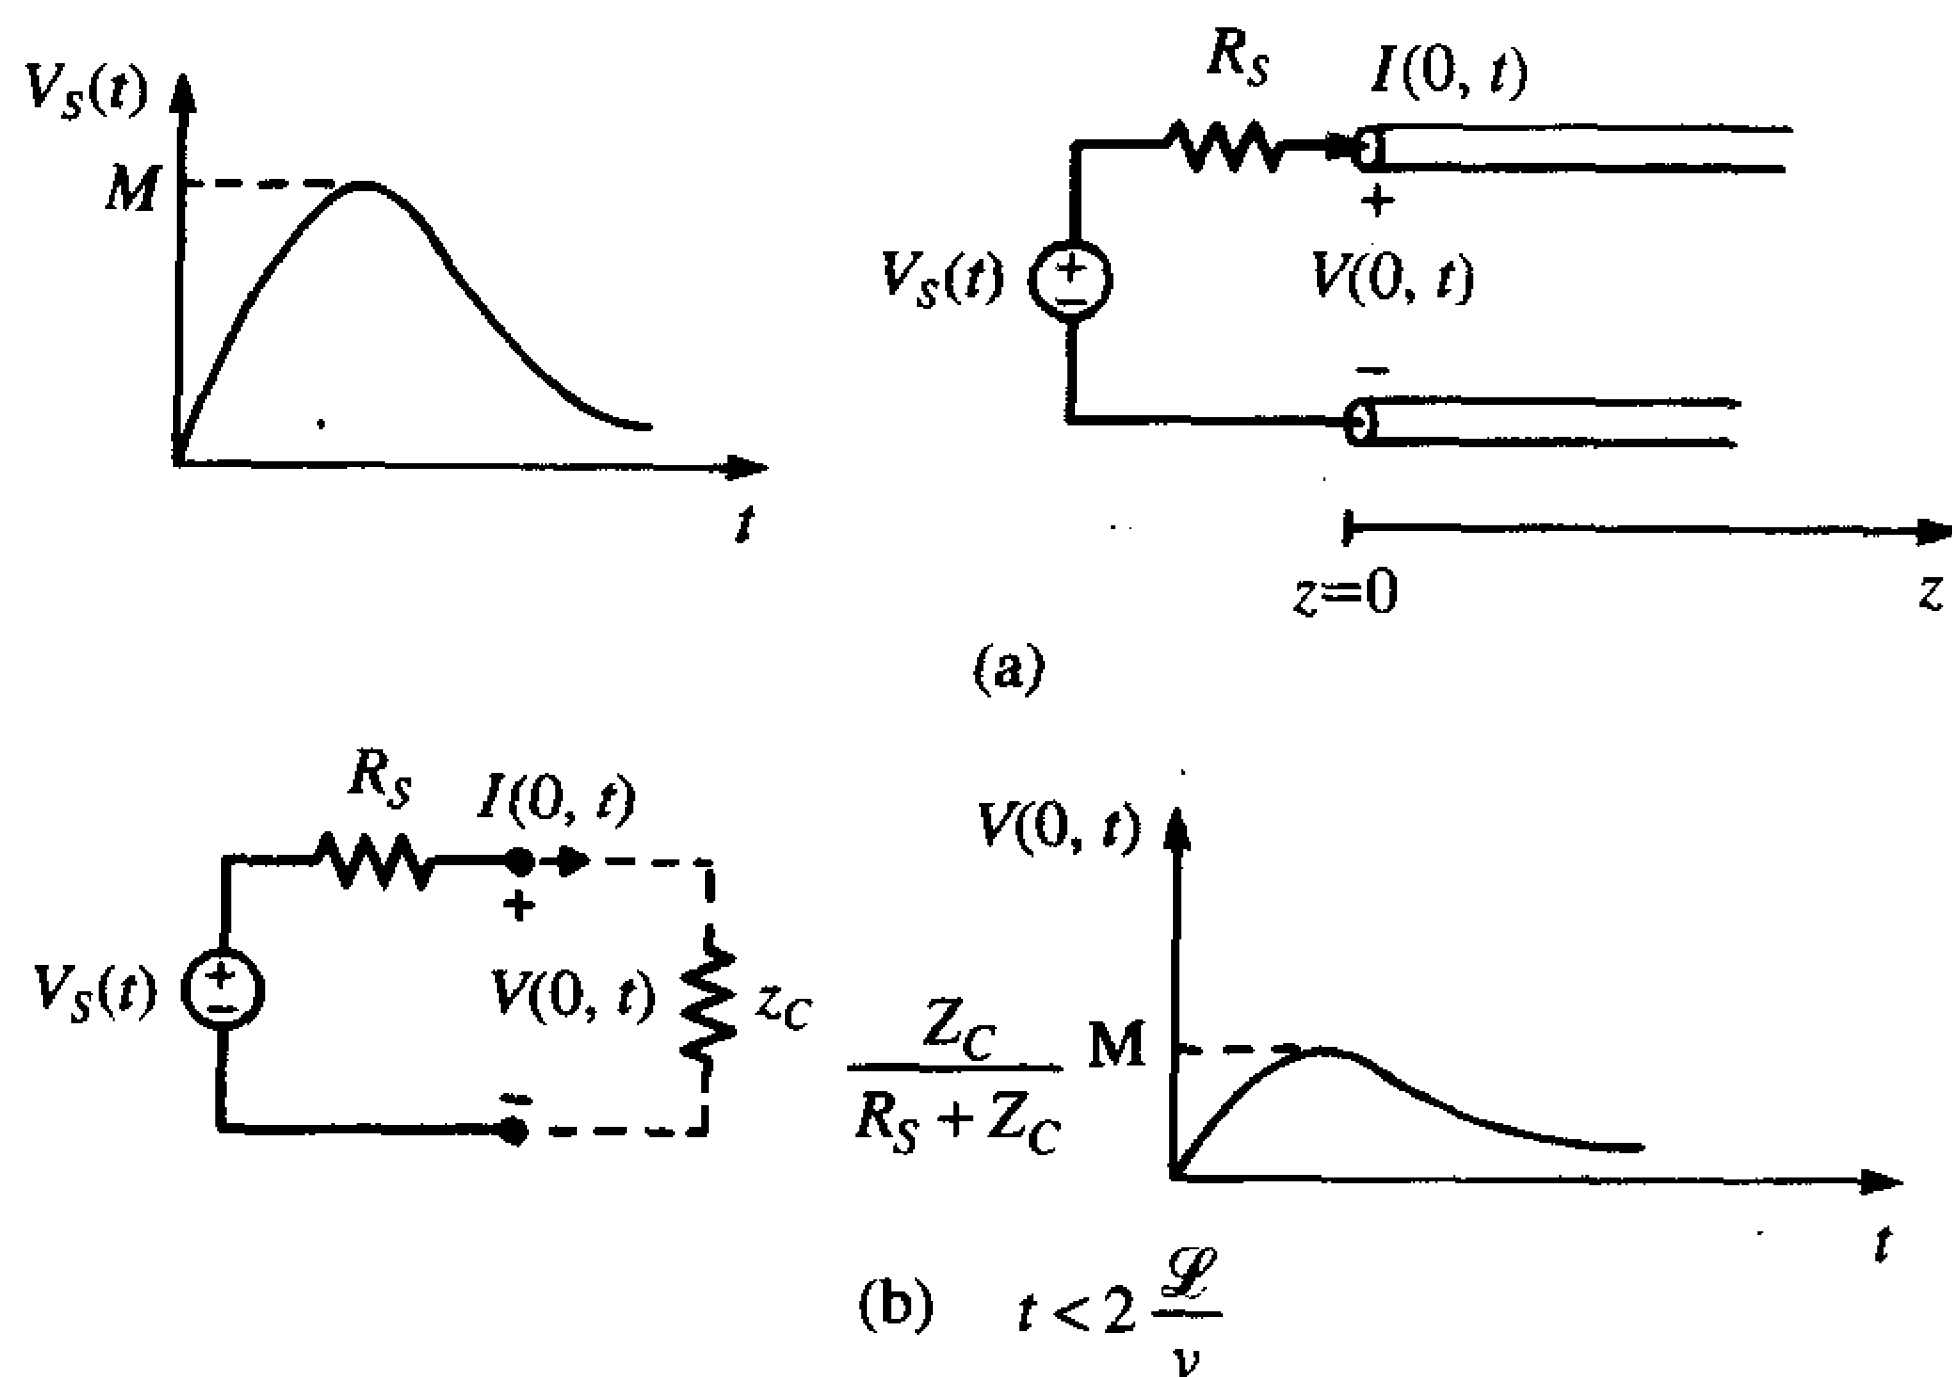 V_S(t)
M
t
R_S
I(0, t)
+
V_S(t)
+
−
V(0, t)
−
z=0
z
(a)
R_S
I(0, t)
+
V_S(t)
+
−
V(0, t)
z_C
−
V(0, t)
Z_C
R_S + Z_C
M
t
(b) t < 2 ℒ
v